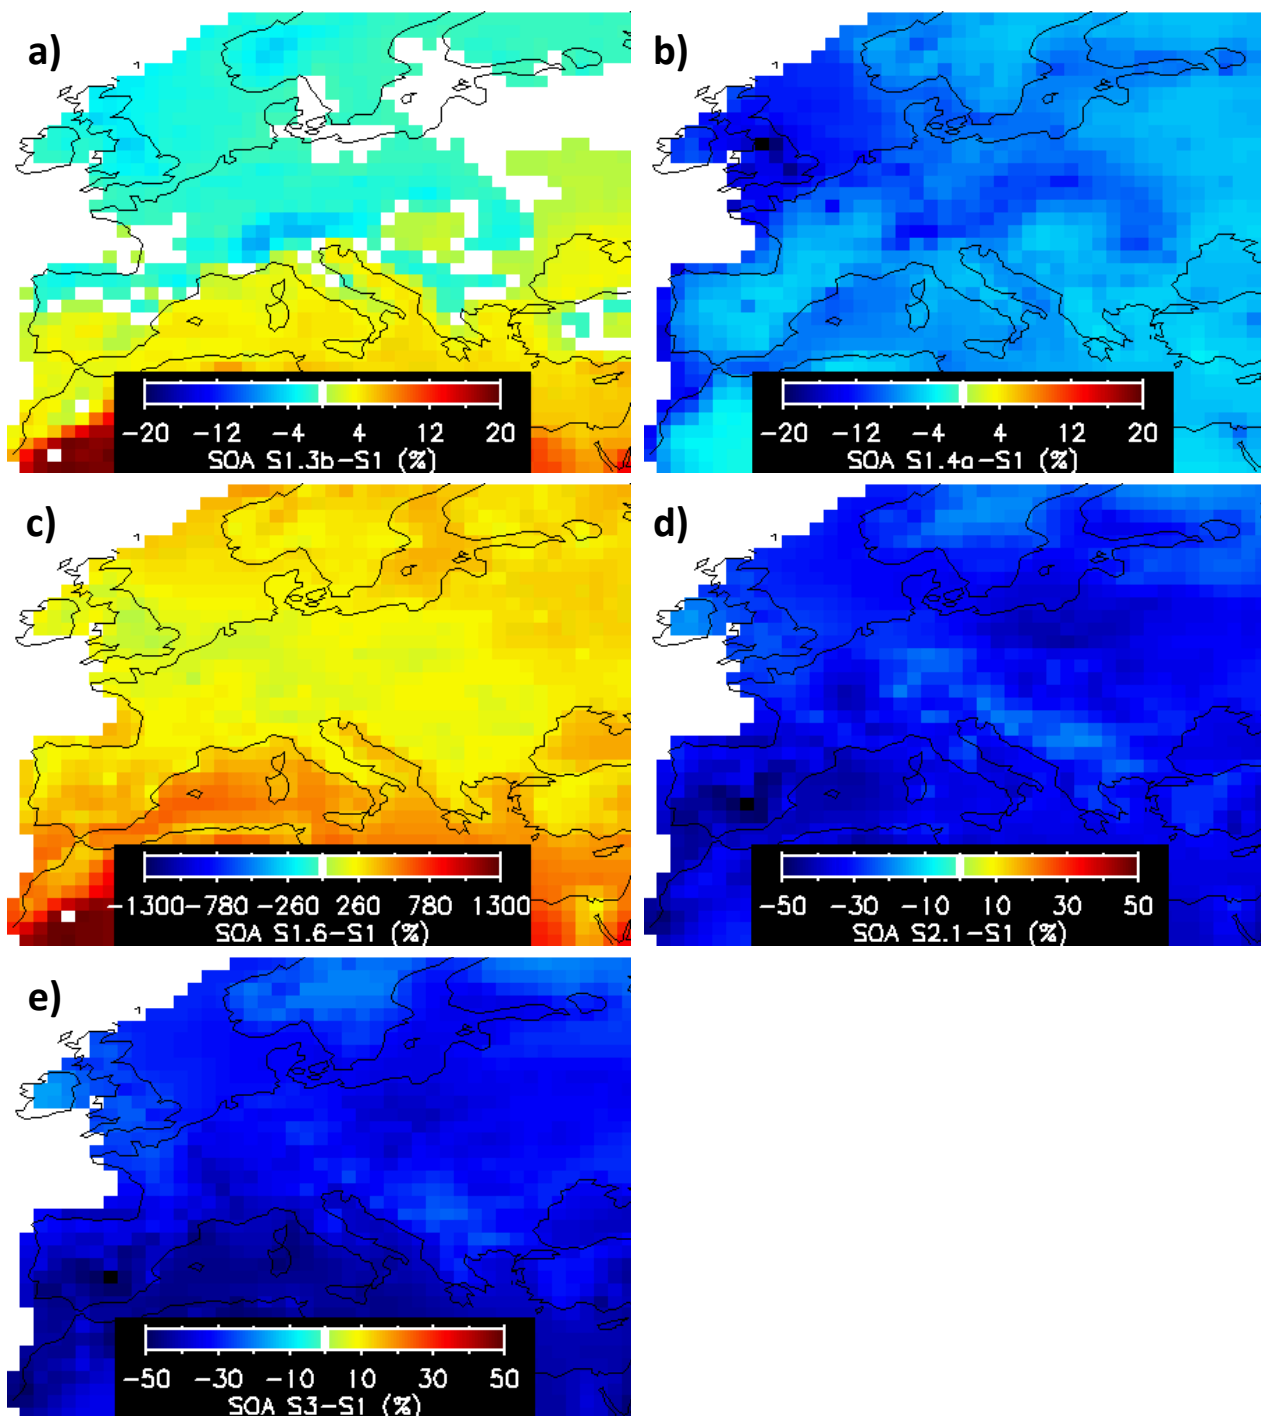 a)
-20 -12 -4 4 12 20
SOA S1.3b-S1 (%)
b)
-20 -12 -4 4 12 20
SOA S1.4a-S1 (%)
c)
-1300 -780 -260 260 780 1300
SOA S1.6-S1 (%)
d)
-50 -30 -10 10 30 50
SOA S2.1-S1 (%)
e)
-50 -30 -10 10 30 50
SOA S3-S1 (%)